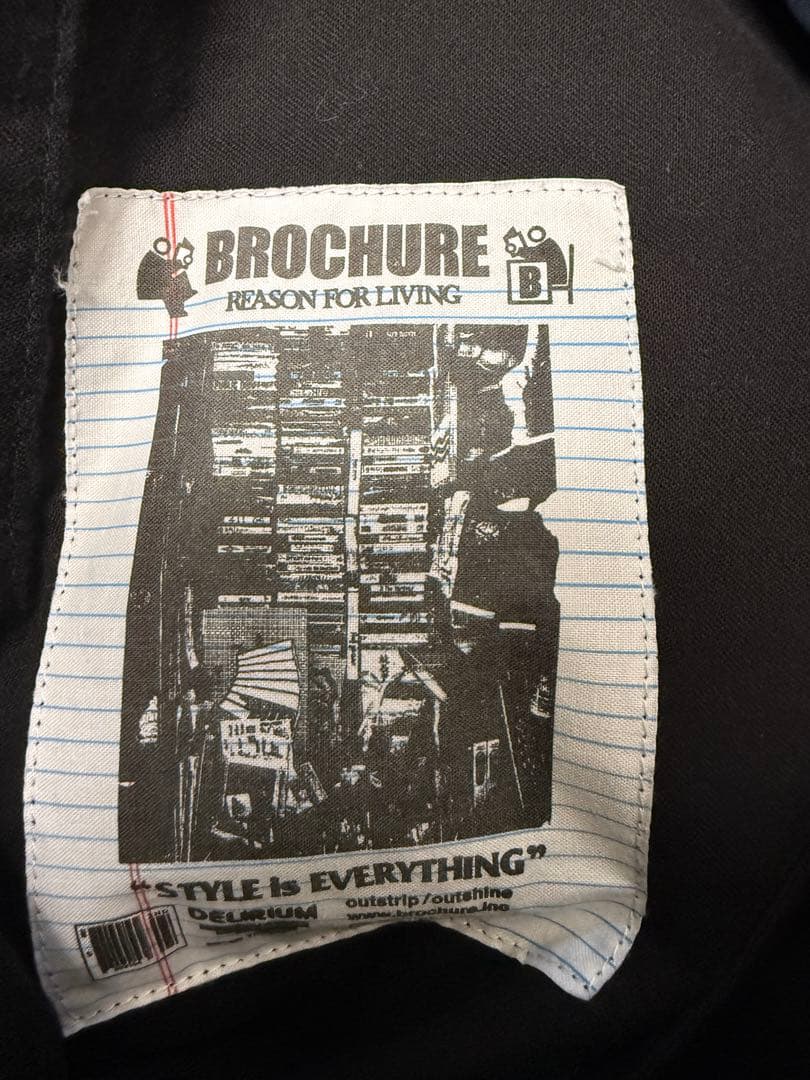 BROCHURE
REASON FOR LIVING
B
"STYLE is EVERYTHING"
DELIRIUM
outstrip/outshine
www.brochure.inc